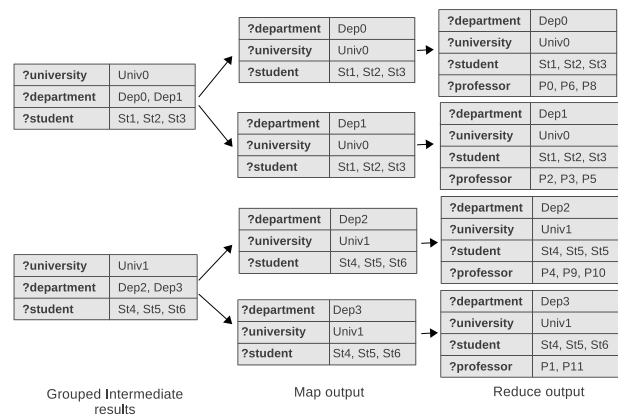 ?university Univ0
?department Dep0, Dep1
?student St1, St2, St3
?university Univ1
?department Dep2, Dep3
?student St4, St5, St6
Grouped Intermediate
results
?department Dep0
?university Univ0
?student St1, St2, St3
?department Dep1
?university Univ0
?student St1, St2, St3
?department Dep2
?university Univ1
?student St4, St5, St6
?department Dep3
?university Univ1
?student St4, St5, St6
Map output
?department Dep0
?university Univ0
?student St1, St2, St3
?professor P0, P6, P8
?department Dep1
?university Univ0
?student St1, St2, St3
?professor P2, P3, P5
?department Dep2
?university Univ1
?student St4, St5, St5
?professor P4, P9, P10
?department Dep3
?university Univ1
?student St4, St5, St6
?professor P1, P11
Reduce output